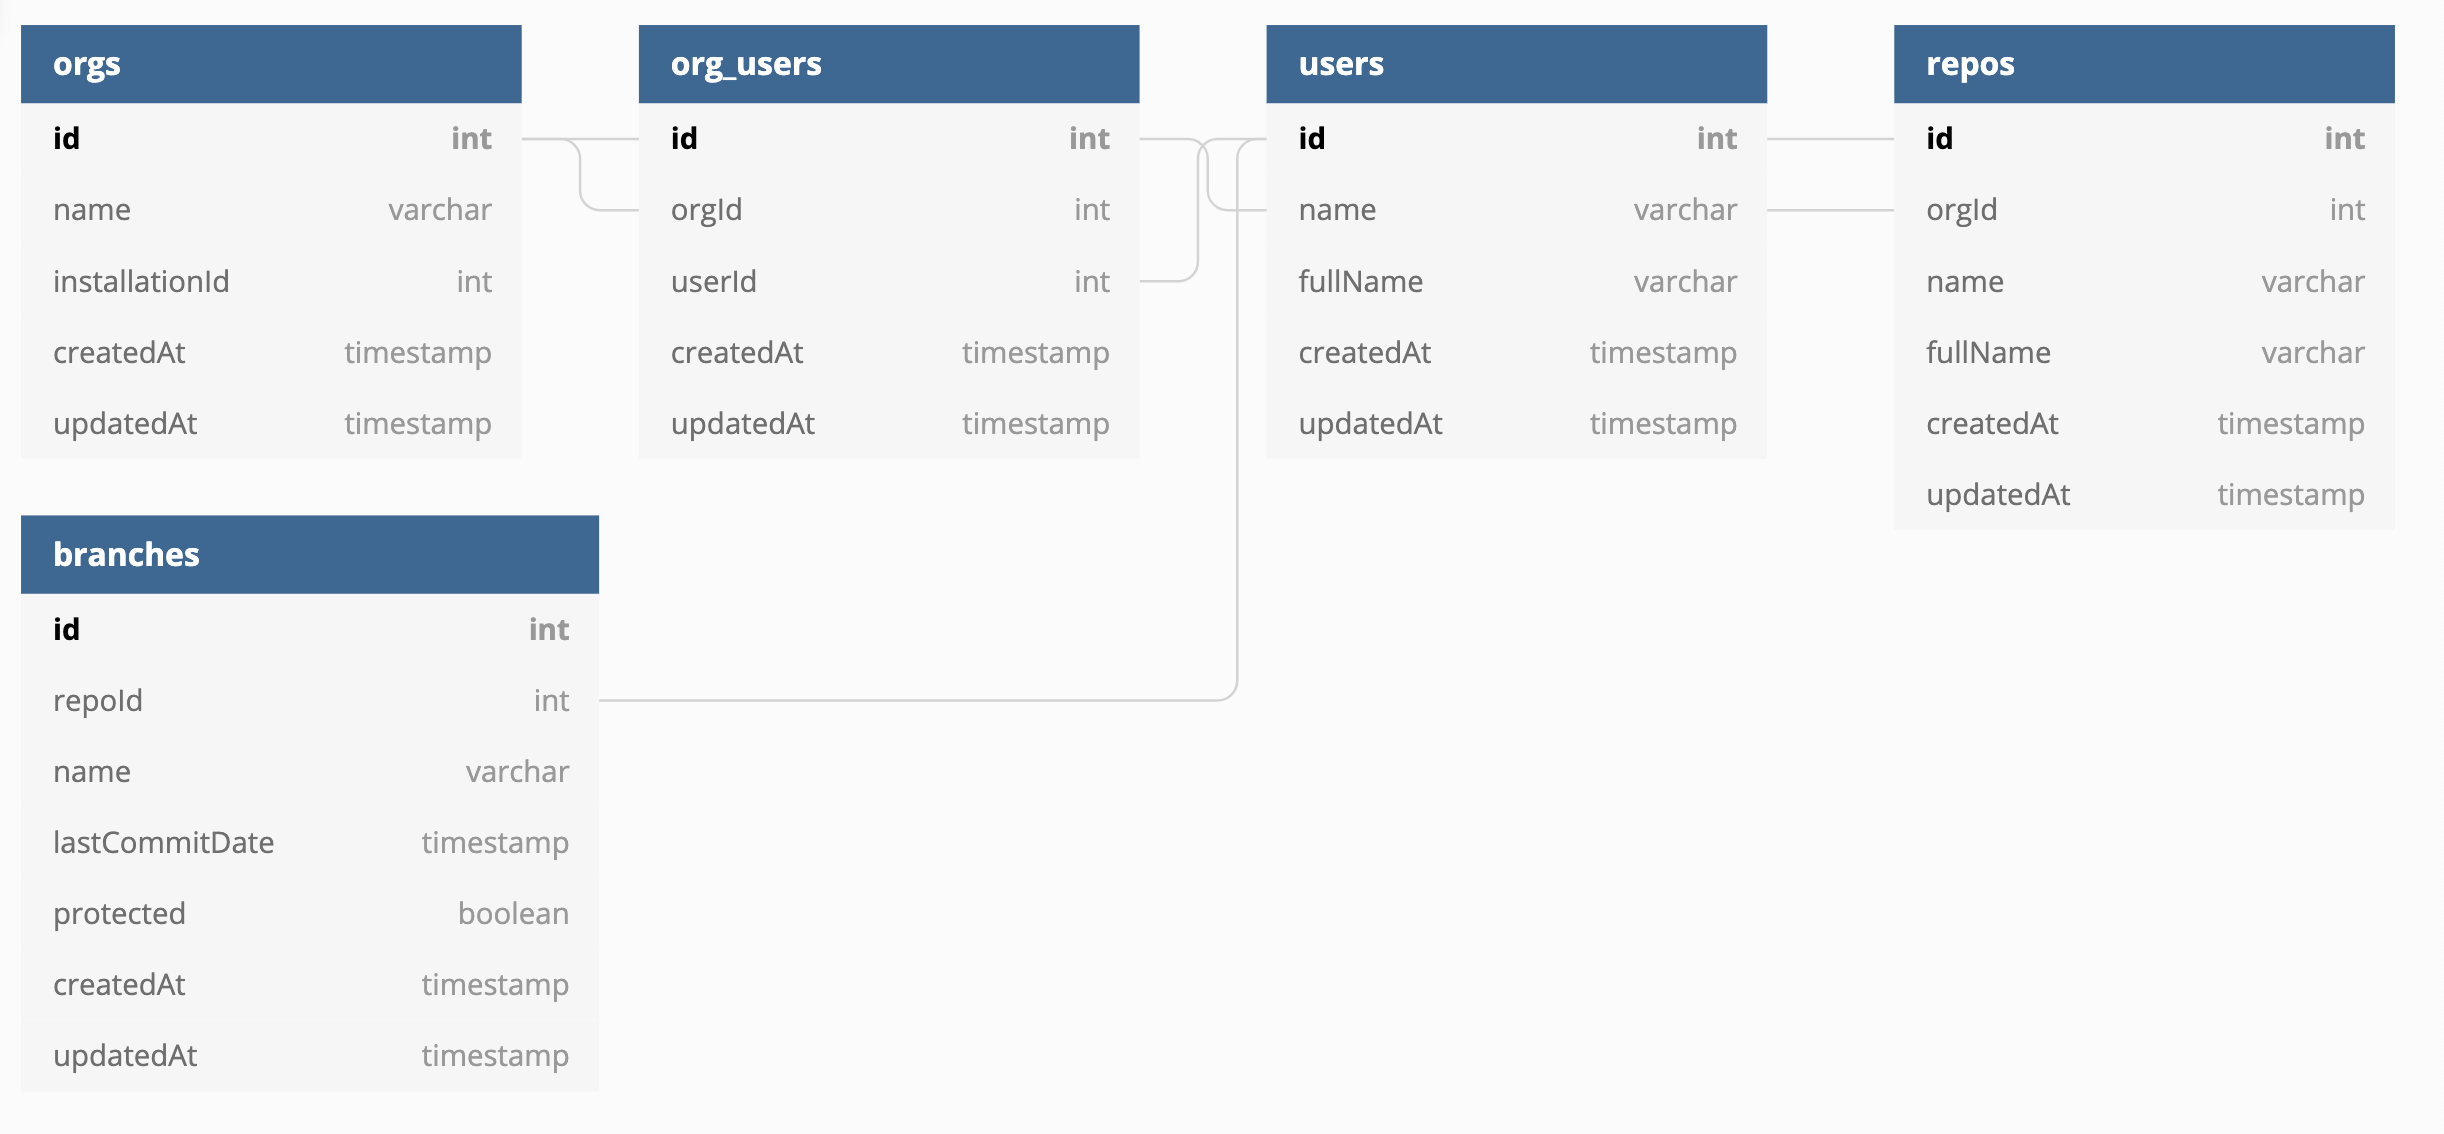 orgs
id int
name varchar
installationId int
createdAt timestamp
updatedAt timestamp
org_users
id int
orgId int
userId int
createdAt timestamp
updatedAt timestamp
users
id int
name varchar
fullName varchar
createdAt timestamp
updatedAt timestamp
repos
id int
orgId int
name varchar
fullName varchar
createdAt timestamp
updatedAt timestamp
branches
id int
repoId int
name varchar
lastCommitDate timestamp
protected boolean
createdAt timestamp
updatedAt timestamp